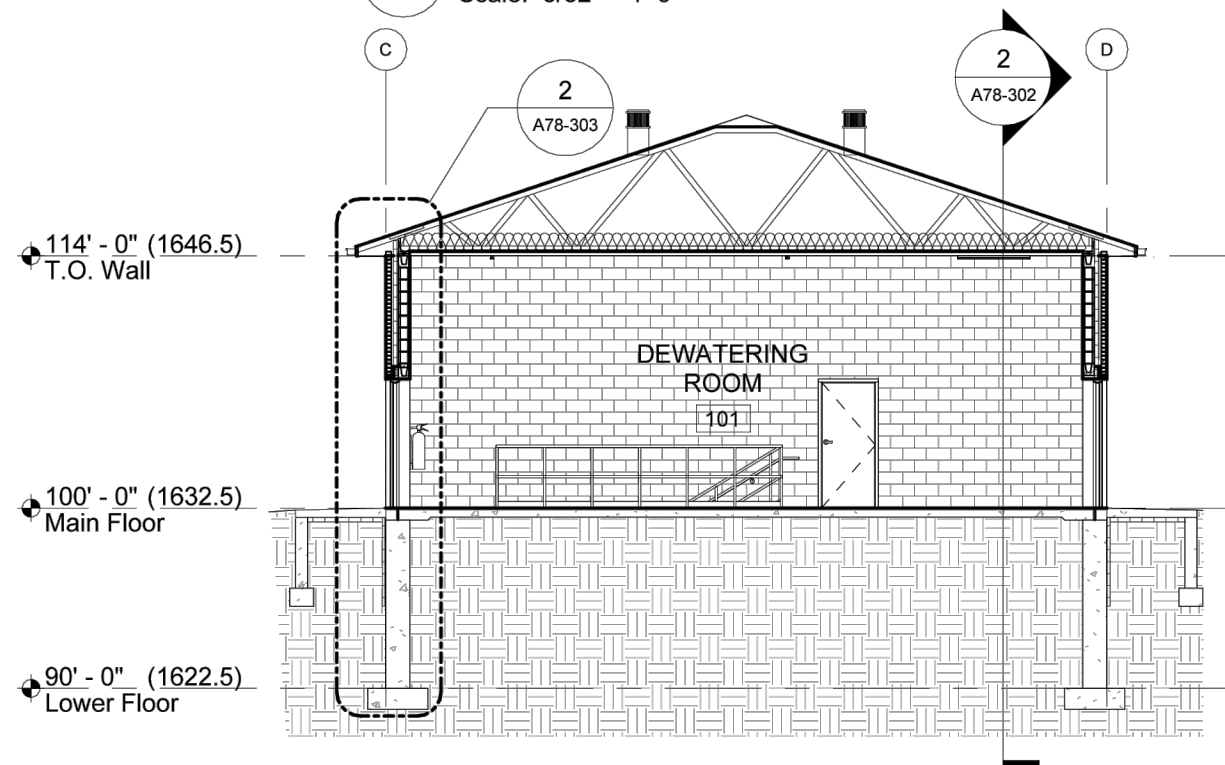 C
2
A78-303
2
A78-302
D
114' - 0" (1646.5)
T.O. Wall
DEWATERING
ROOM
101
100' - 0" (1632.5)
Main Floor
90' - 0" (1622.5)
Lower Floor